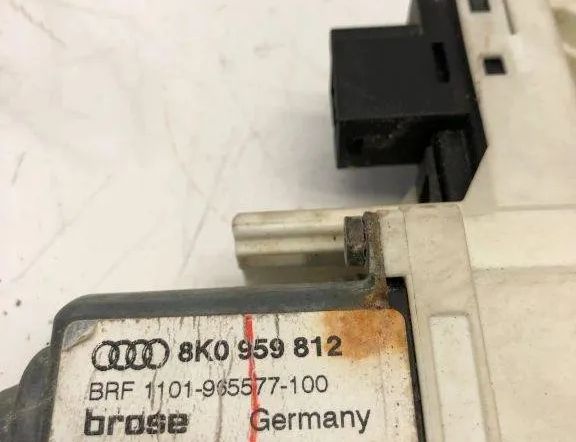 8K0 959 812
BRF 1101-965577-100
brose Germany